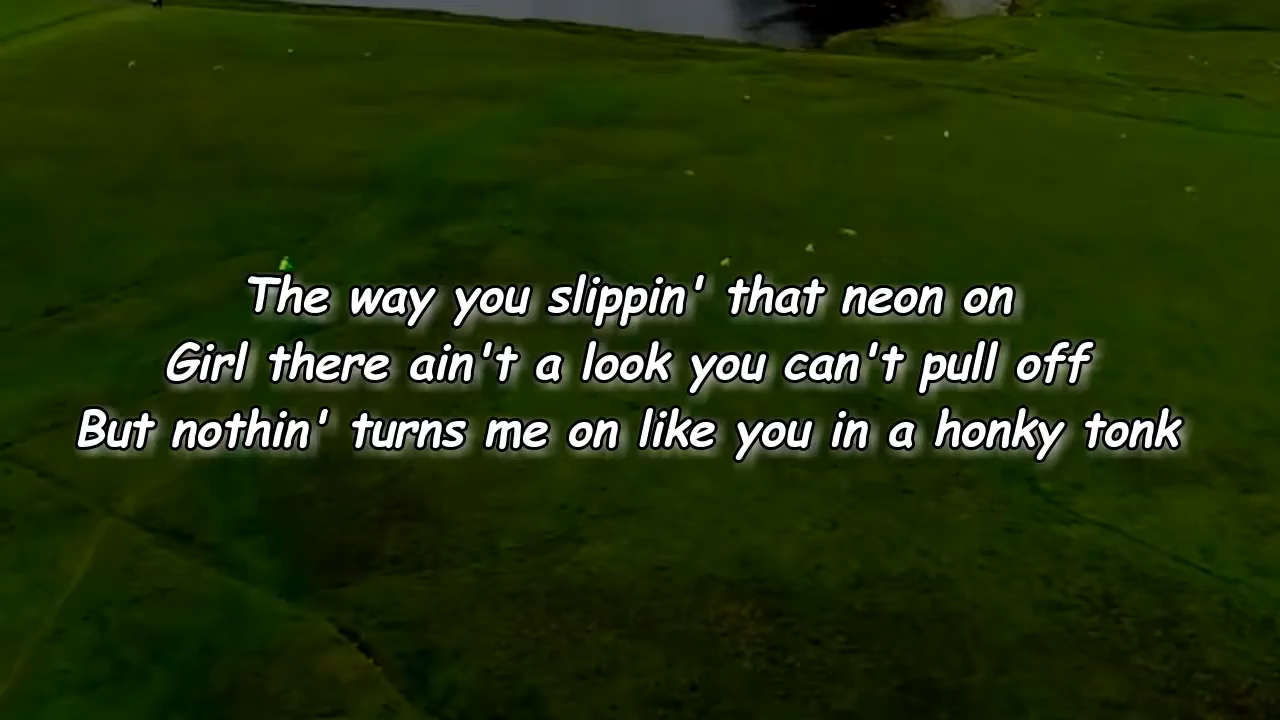 The way you slippin' that neon on
Girl there ain't a look you can't pull off
But nothin' turns me on like you in a honky tonk